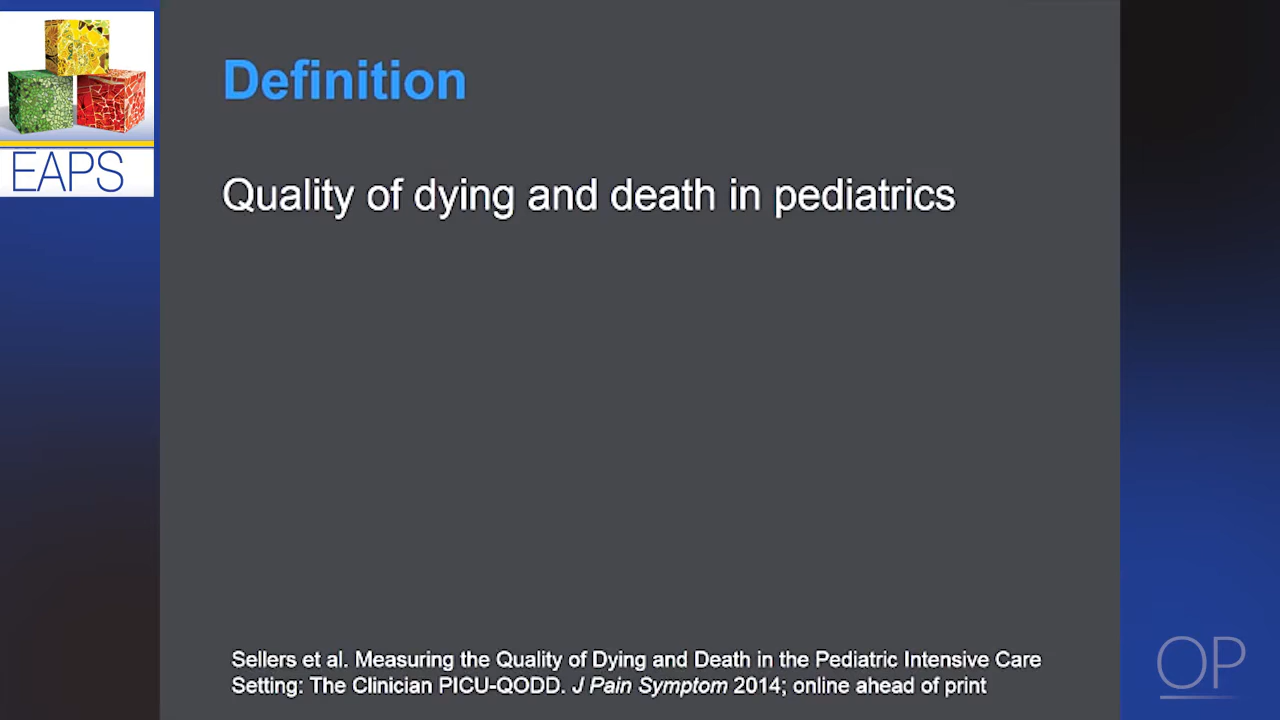 EAPS
Definition
Quality of dying and death in pediatrics
Sellers et al. Measuring the Quality of Dying and Death in the Pediatric Intensive Care
Setting: The Clinician PICU-QODD. J Pain Symptom 2014; online ahead of print
OP